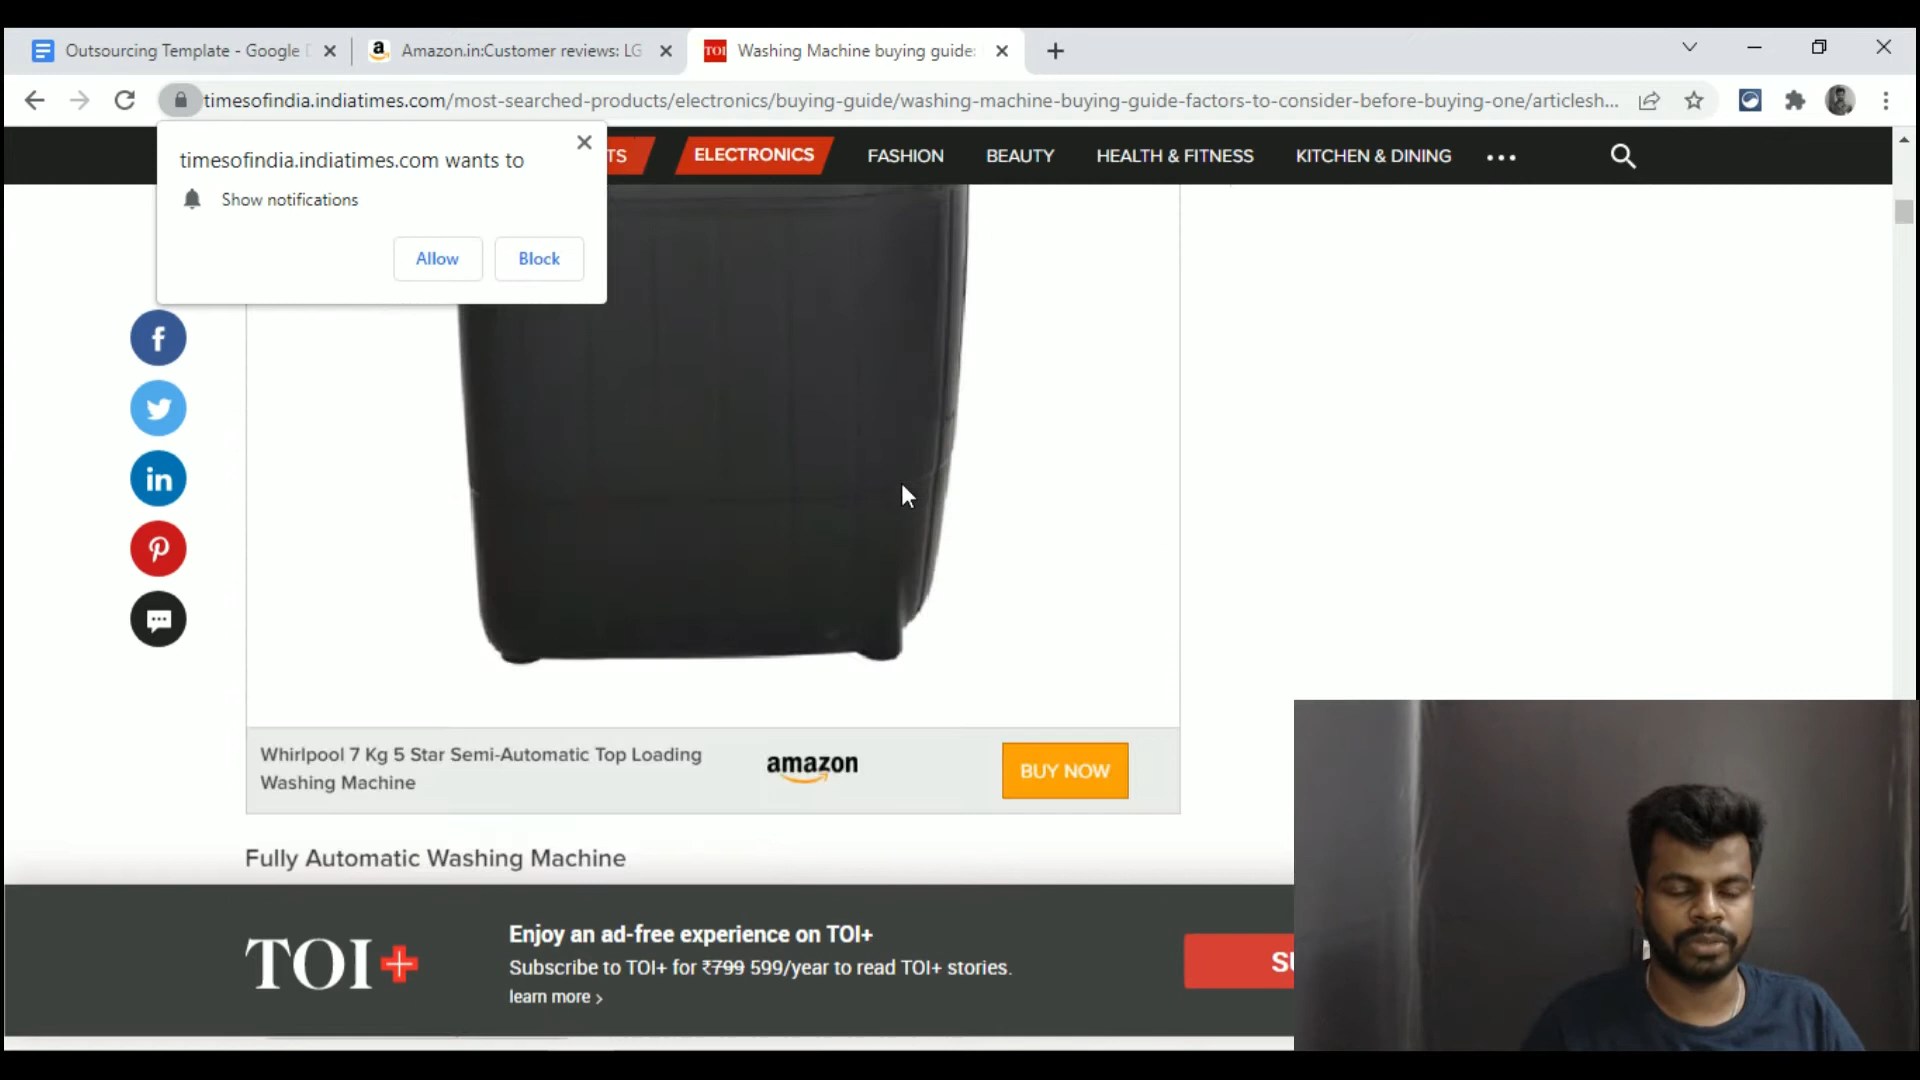 Outsourcing Template - Google D
Amazon.in:Customer reviews: LG
TOI Washing Machine buying guide:
timesofindia.indiatimes.com/most-searched-products/electronics/buying-guide/washing-machine-buying-guide-factors-to-consider-before-buying-one/articlesh...
timesofindia.indiatimes.com wants to
Show notifications
Allow Block
TS ELECTRONICS FASHION BEAUTY HEALTH & FITNESS KITCHEN & DINING
Whirlpool 7 Kg 5 Star Semi-Automatic Top Loading
Washing Machine
amazon
BUY NOW
Fully Automatic Washing Machine
TOI+
Enjoy an ad-free experience on TOI+
Subscribe to TOI+ for ₹799 599/year to read TOI+ stories.
learn more >
SU